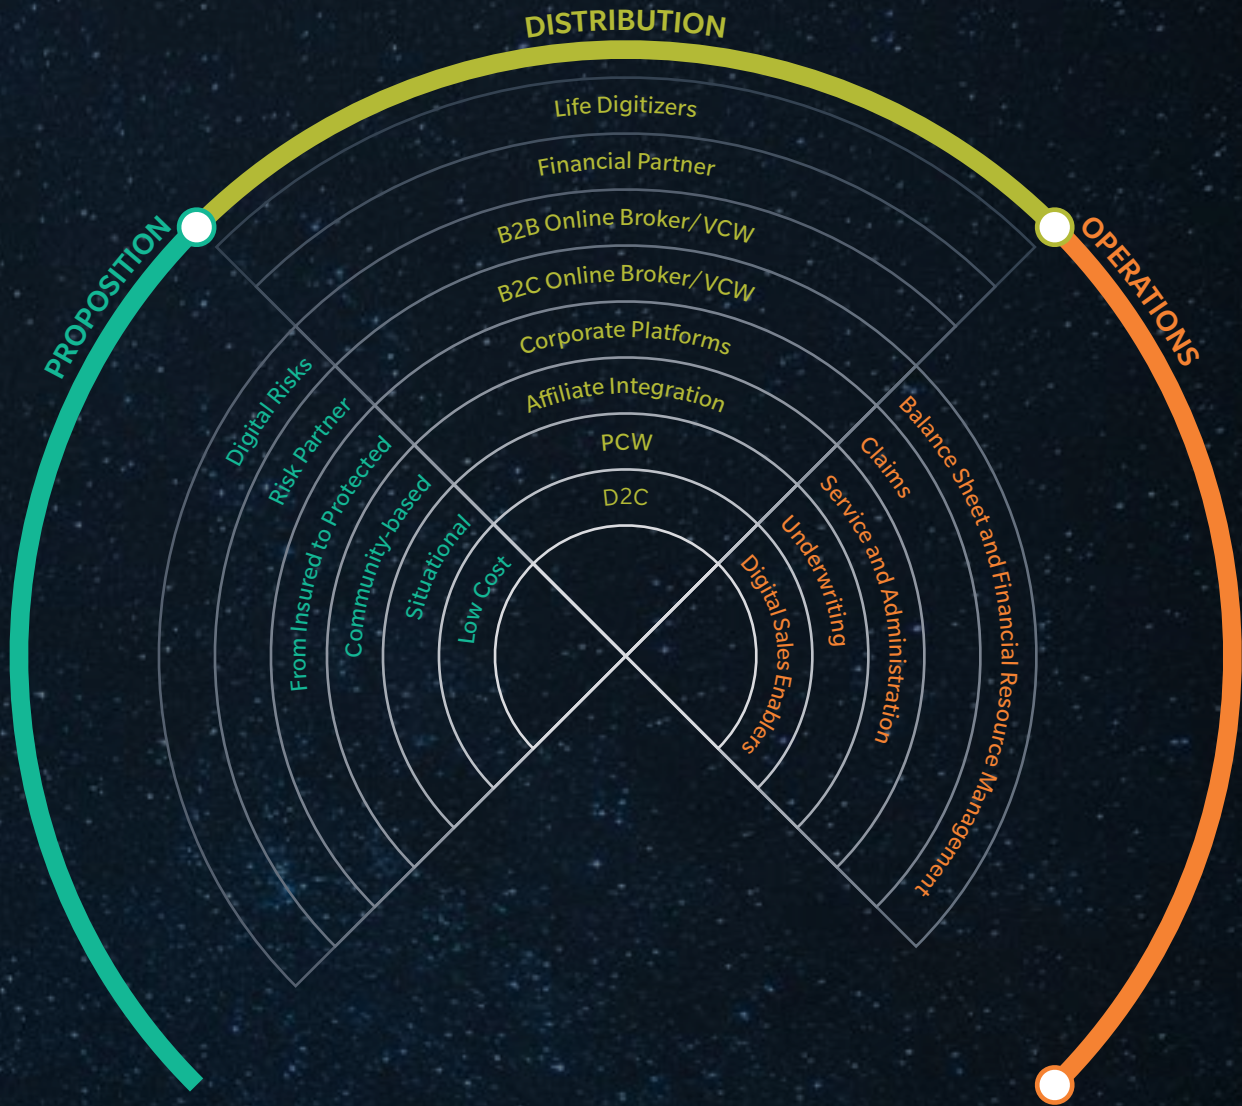 DISTRIBUTION
Life Digitizers
Financial Partner
B2B Online Broker/VCW
B2C Online Broker/VCW
Corporate Platforms
Affiliate Integration
PCW
D2C
PROPOSITION
Digital Risks
Risk Partner
From Insured to Protected
Community-based
Situational
Low Cost
OPERATIONS
Balance Sheet and Financial Resource Management
Claims
Service and Administration
Underwriting
Digital Sales Enablers